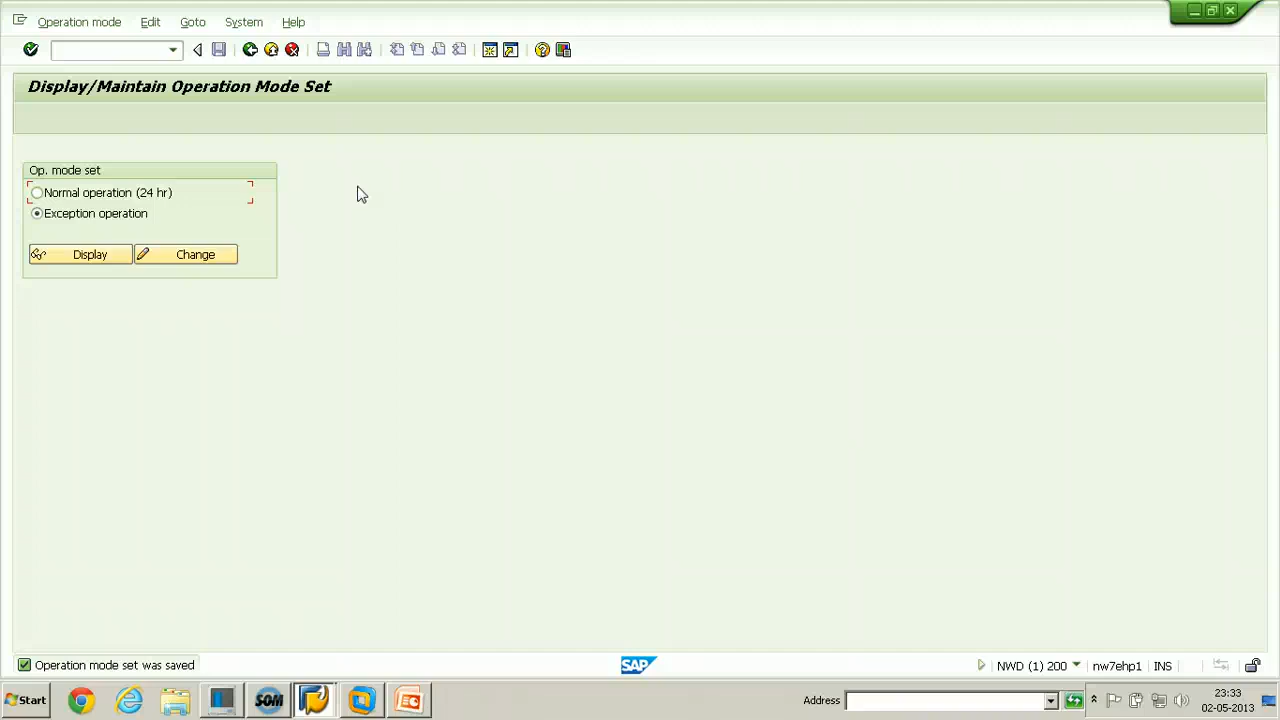 Operation mode Edit Goto System Help
Display/Maintain Operation Mode Set
Op. mode set
Normal operation (24 hr)
Exception operation
Display Change
Operation mode set was saved
SAP
NWD (1) 200 nw7ehp1 INS
Start SOM Address 23:33
02-05-2013